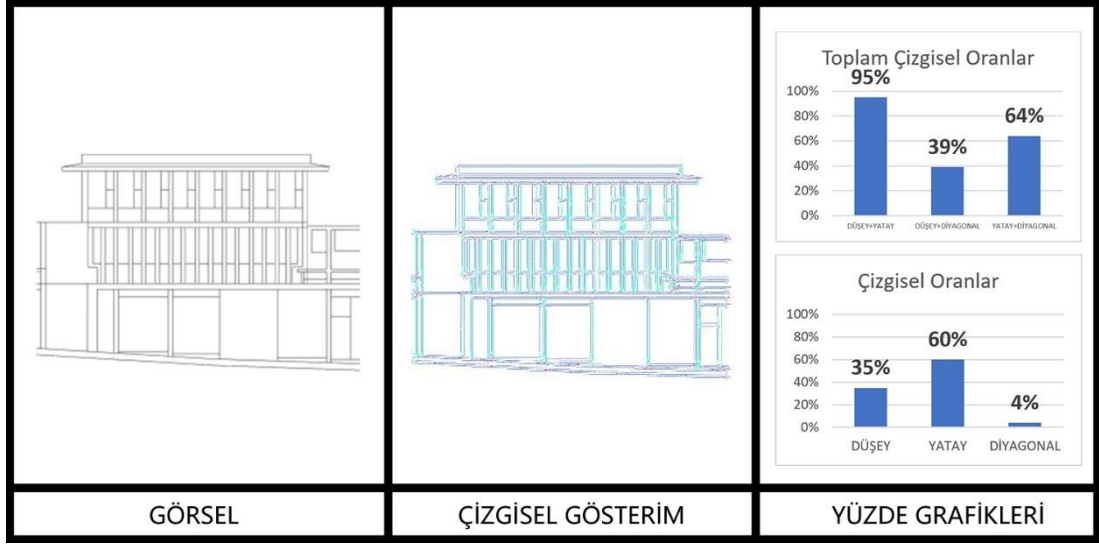 Toplam Çizgisel Oranlar
95%
39%
64%
100%
80%
60%
40%
20%
0%
DÜŞEY+YATAY
DÜŞEY+DİYAGONAL
YATAY+DİYAGONAL
Çizgisel Oranlar
100%
80%
60%
40%
20%
0%
35%
60%
4%
DÜŞEY
YATAY
DİYAGONAL
GÖRSEL
ÇİZGİSEL GÖSTERİM
YÜZDE GRAFİKLERİ